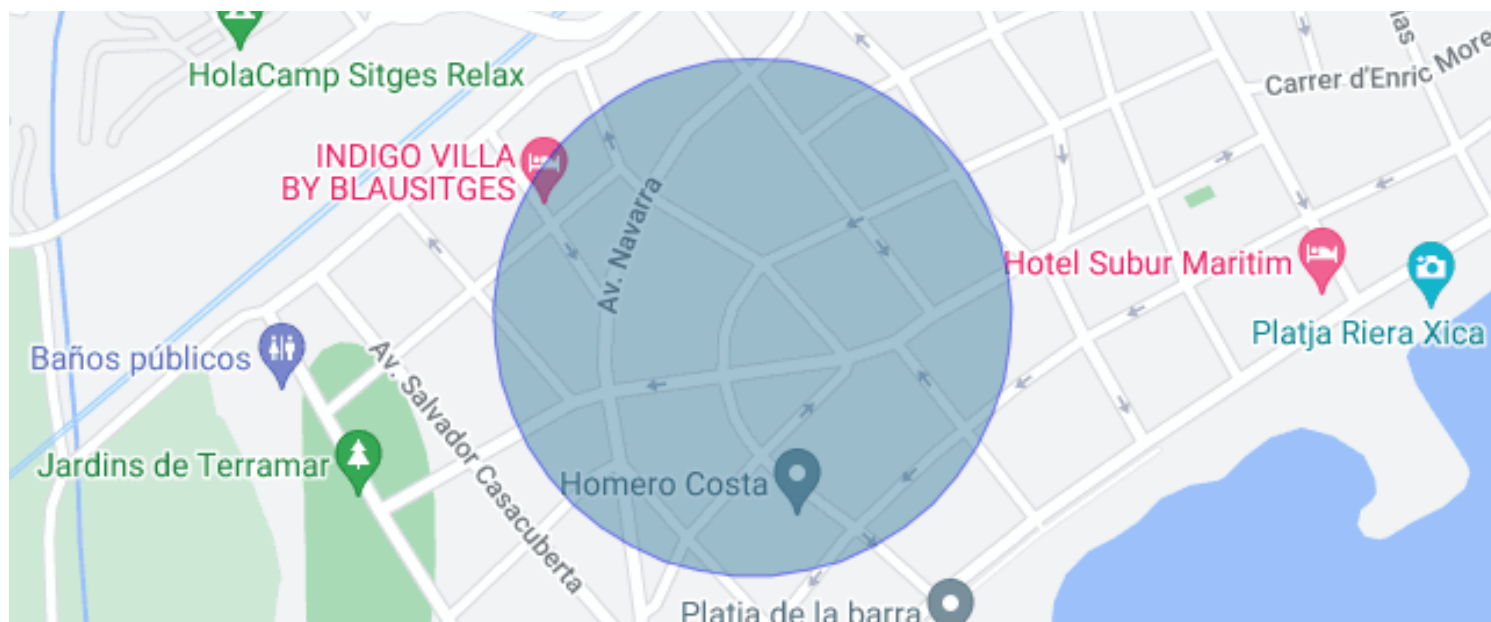 HolaCamp Sitges Relax
Carrer d'Enric More
INDIGO VILLA
BY BLAUSITGES
Av. Navarra
Hotel Subur Maritim
Platja Riera Xica
Baños públicos
Av. Salvador Casacuberta
Jardins de Terramar
Homero Costa
Platja de la barra